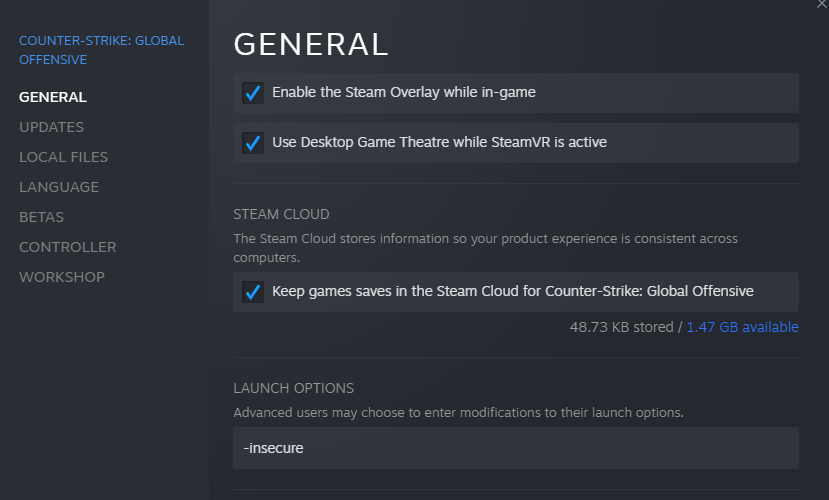 COUNTER-STRIKE: GLOBAL
OFFENSIVE
GENERAL
UPDATES
LOCAL FILES
LANGUAGE
BETAS
CONTROLLER
WORKSHOP
GENERAL
Enable the Steam Overlay while in-game
Use Desktop Game Theatre while SteamVR is active
STEAM CLOUD
The Steam Cloud stores information so your product experience is consistent across
computers.
Keep games saves in the Steam Cloud for Counter-Strike: Global Offensive
48.73 KB stored / 1.47 GB available
LAUNCH OPTIONS
Advanced users may choose to enter modifications to their launch options.
-insecure